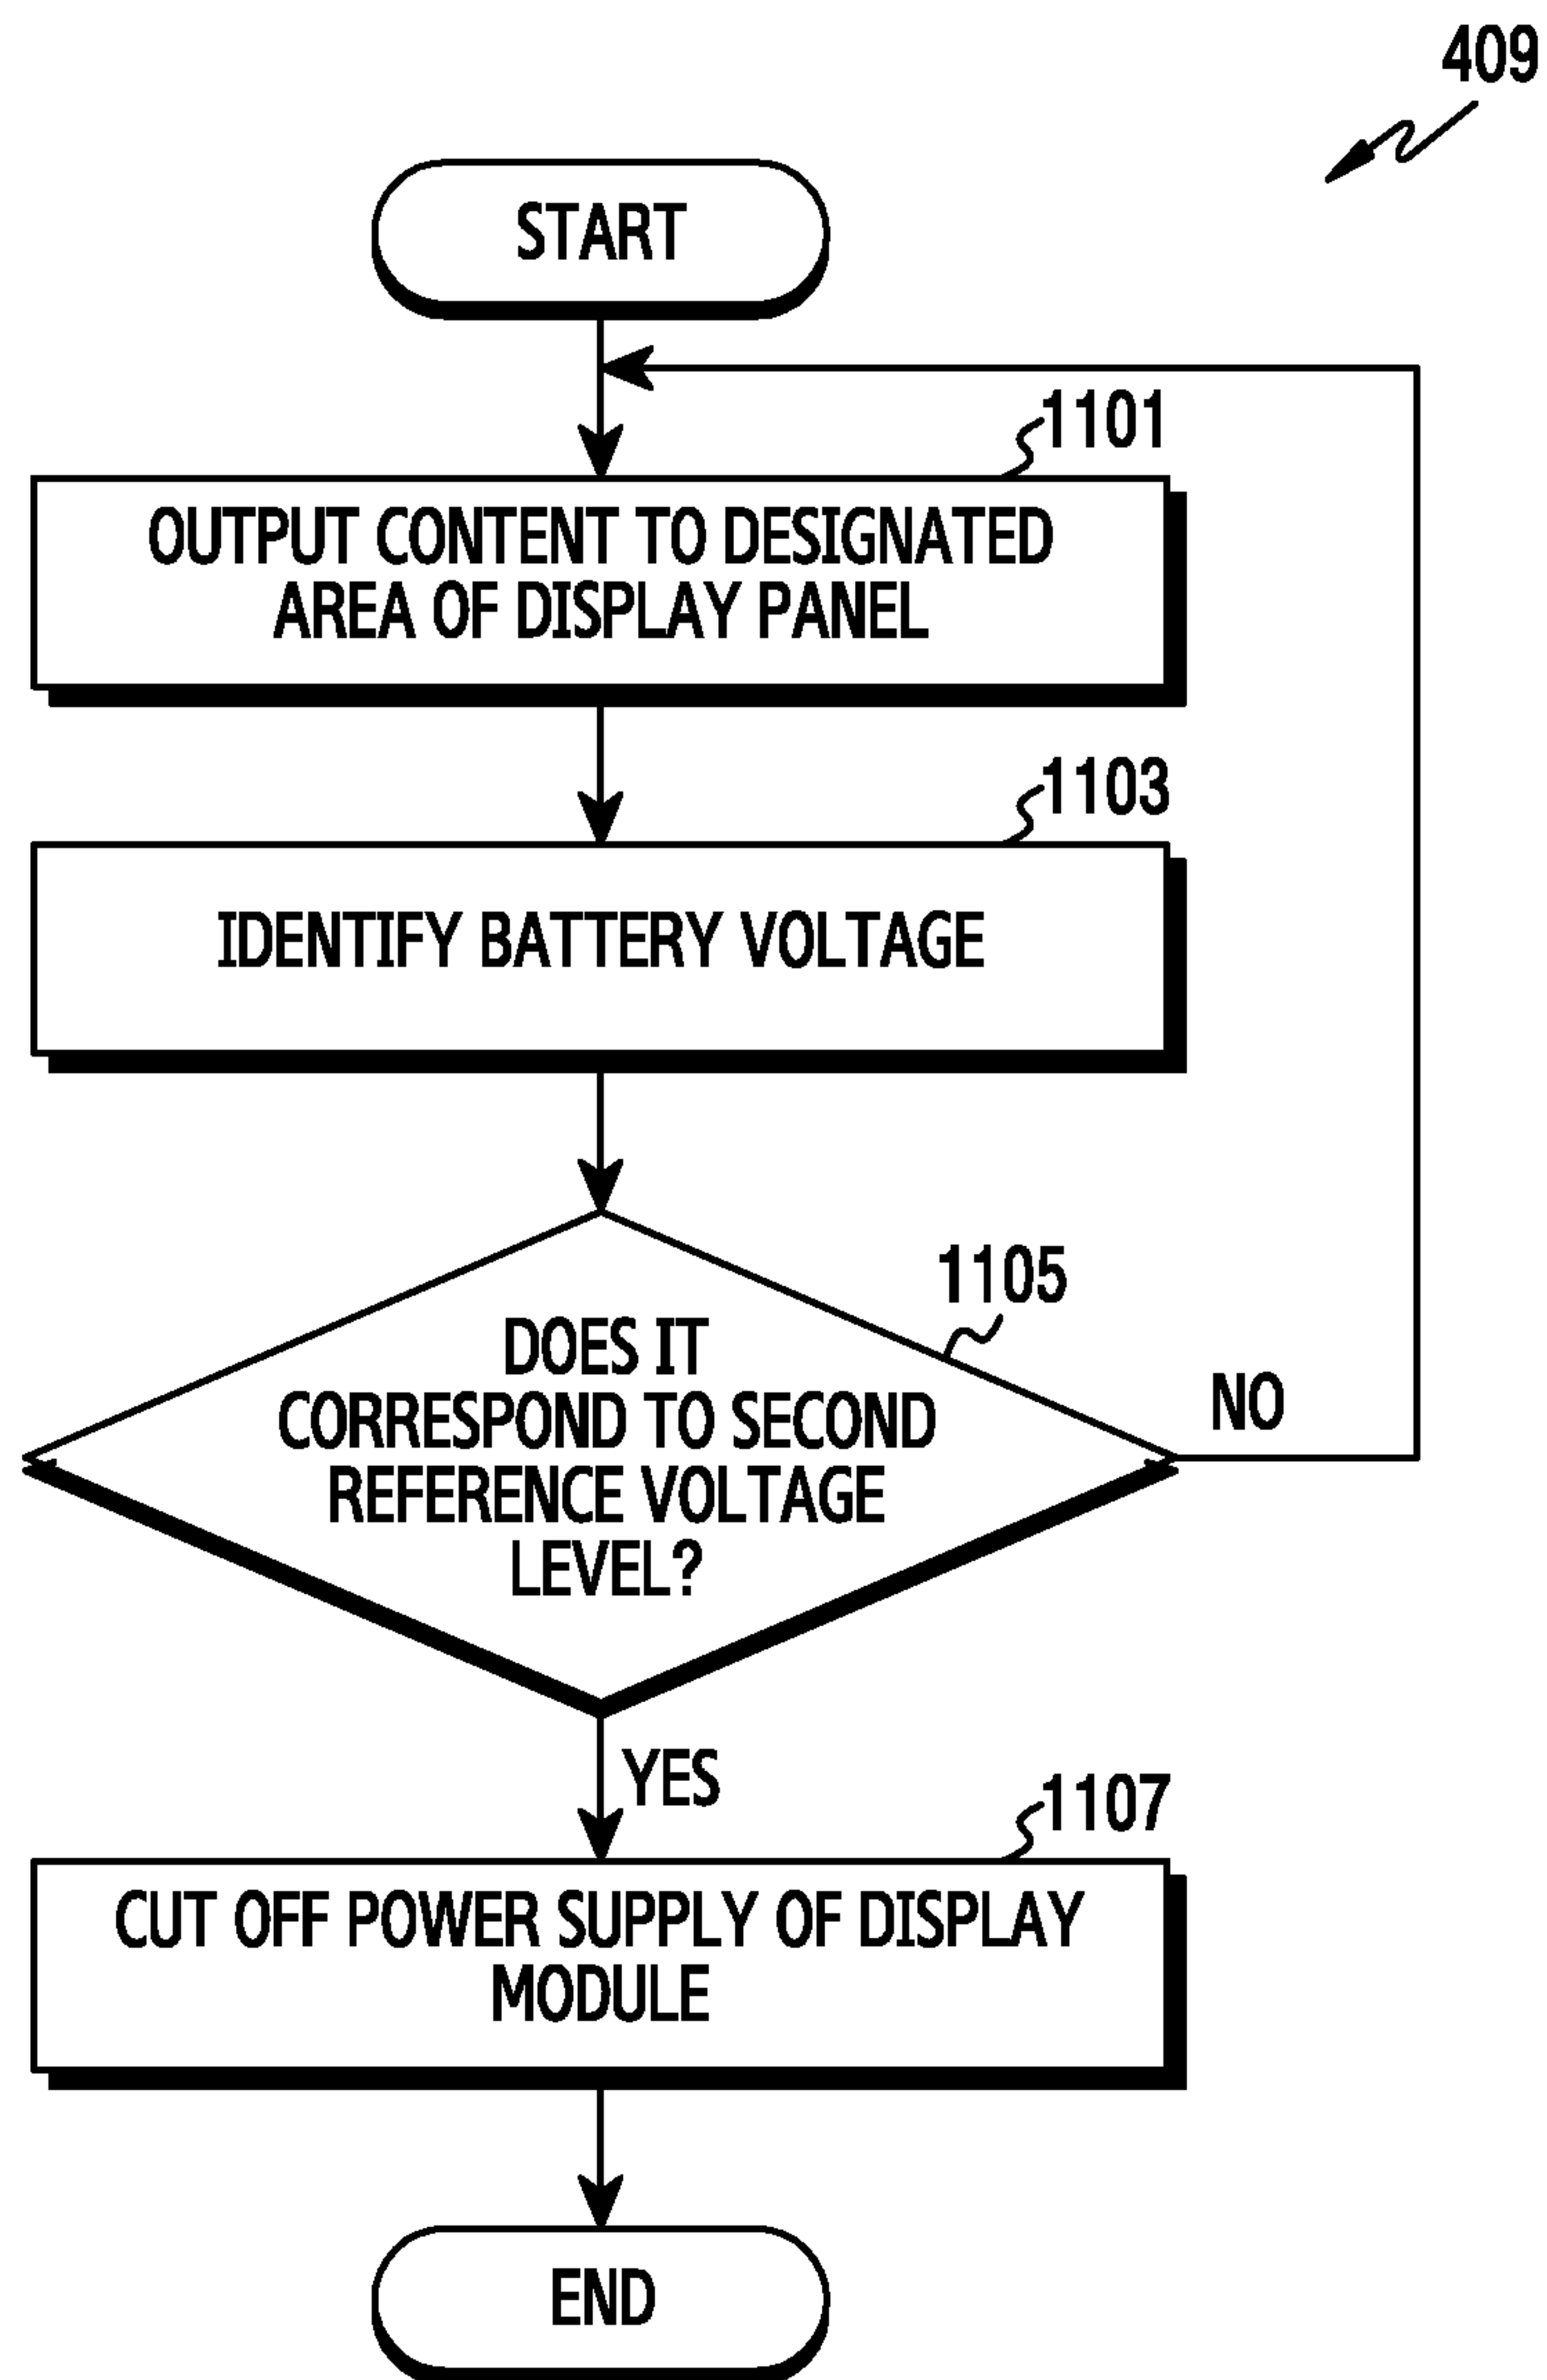 409
START
1101
OUTPUT CONTENT TO DESIGNATED
AREA OF DISPLAY PANEL
1103
IDENTIFY BATTERY VOLTAGE
1105
DOES IT
CORRESPOND TO SECOND
REFERENCE VOLTAGE
LEVEL?
NO
YES
1107
CUT OFF POWER SUPPLY OF DISPLAY
MODULE
END